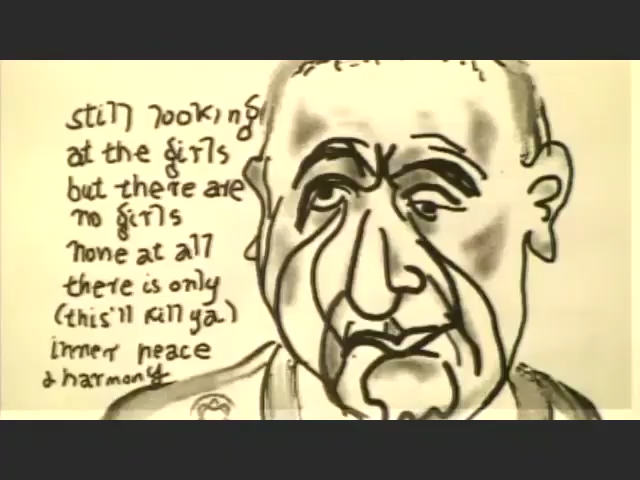 still looking
at the girls
but there are
no girls
none at all
there is only
(this'll kill ya)
inner peace
& harmony